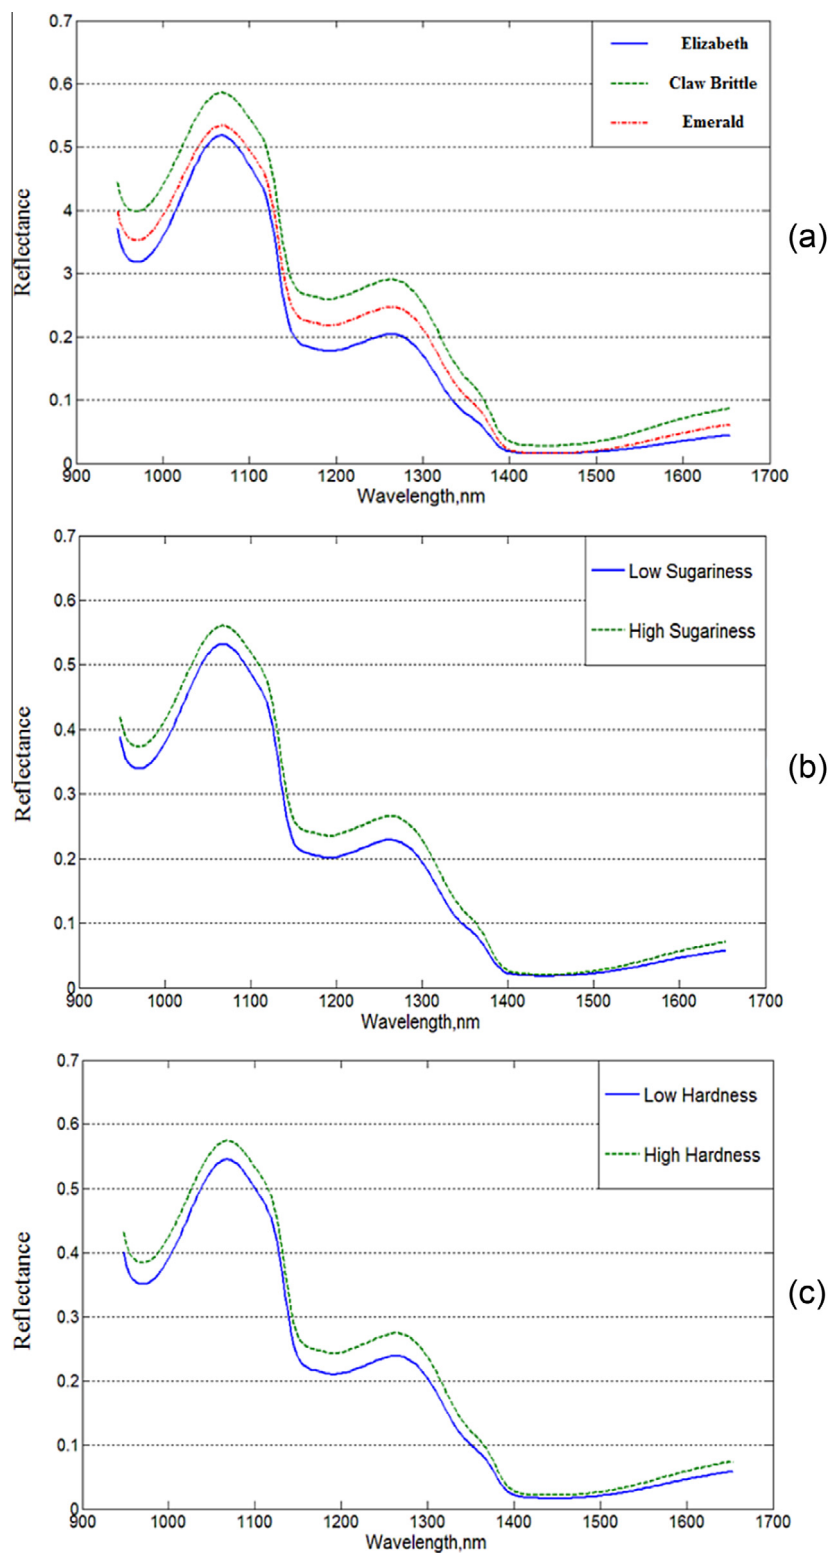 0.7
Elizabeth
0.6
Claw Brittle
Emerald
0.5
4
(a)
Reflectance
3
0.2
0.1
0
900 1000 1100 1200 1300 1400 1500 1600 1700
Wavelength,nm
0.7
Low Sugariness
0.6
High Sugariness
0.5
0.4
(b)
Reflectance
0.3
0.2
0.1
0
900 1000 1100 1200 1300 1400 1500 1600 1700
Wavelength,nm
0.7
Low Hardness
0.6
High Hardness
0.5
0.4
(c)
Reflectance
0.3
0.2
0.1
0
900 1000 1100 1200 1300 1400 1500 1600 1700
Wavelength,nm